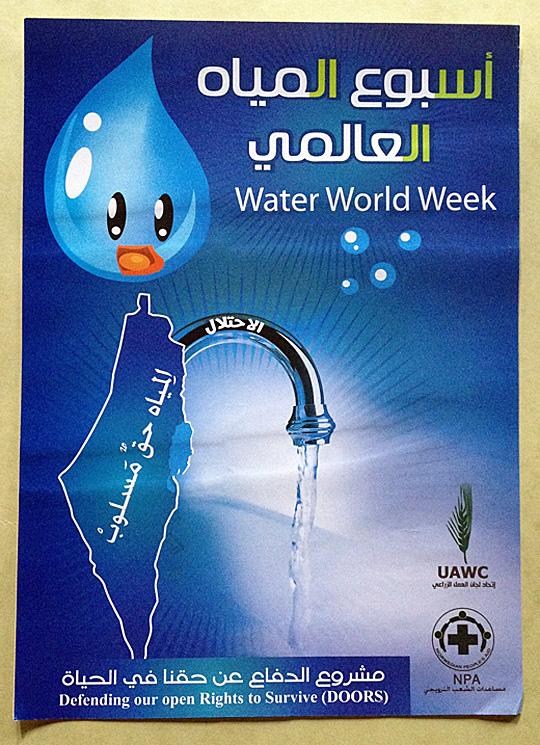 أسبوع المياه
العالمي
Water World Week
الاحتلال
المياه حقٌ مَسلوبْ
UAWC
إتحاد لجان العمل الزراعي
NORWEGIAN PEOPLE'S AID
NPA
مساعدات الشعب النرويجي
مشروع الدفاع عن حقنا في الحياة
Defending our open Rights to Survive (DOORS)